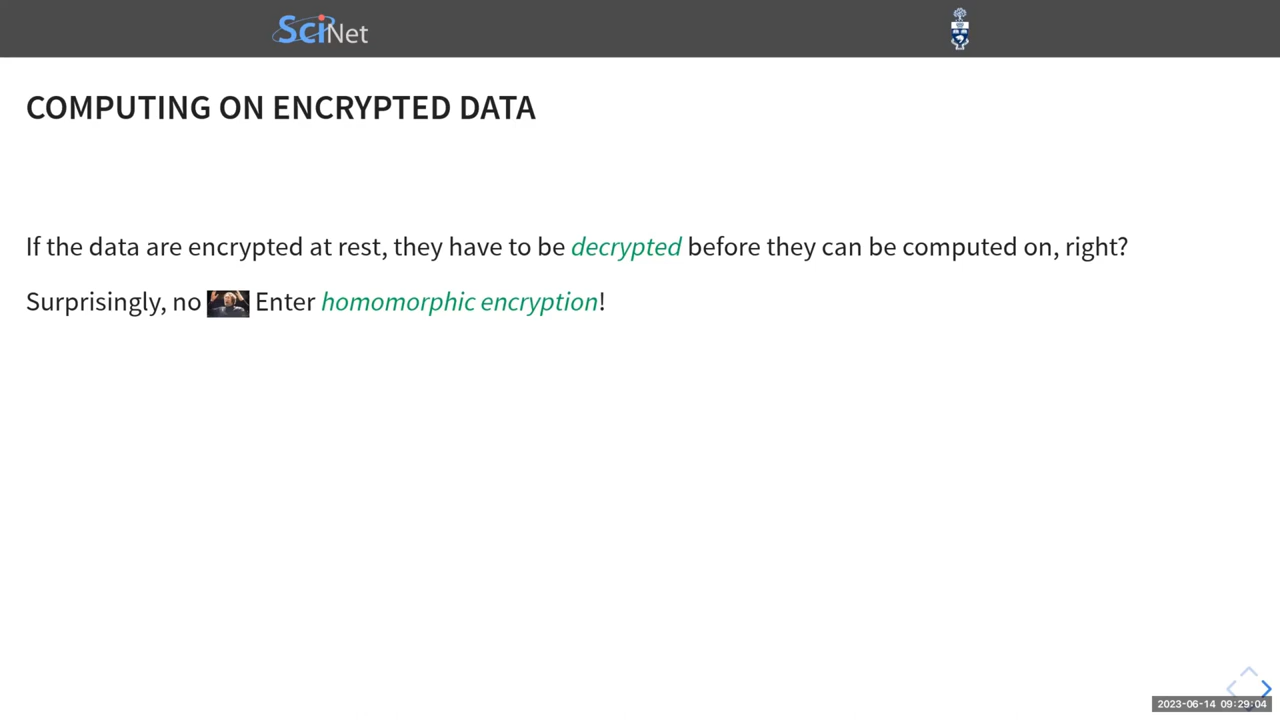 SciNet
COMPUTING ON ENCRYPTED DATA
If the data are encrypted at rest, they have to be decrypted before they can be computed on, right?
Surprisingly, no Enter homomorphic encryption!
2023-06-14 09:29:04